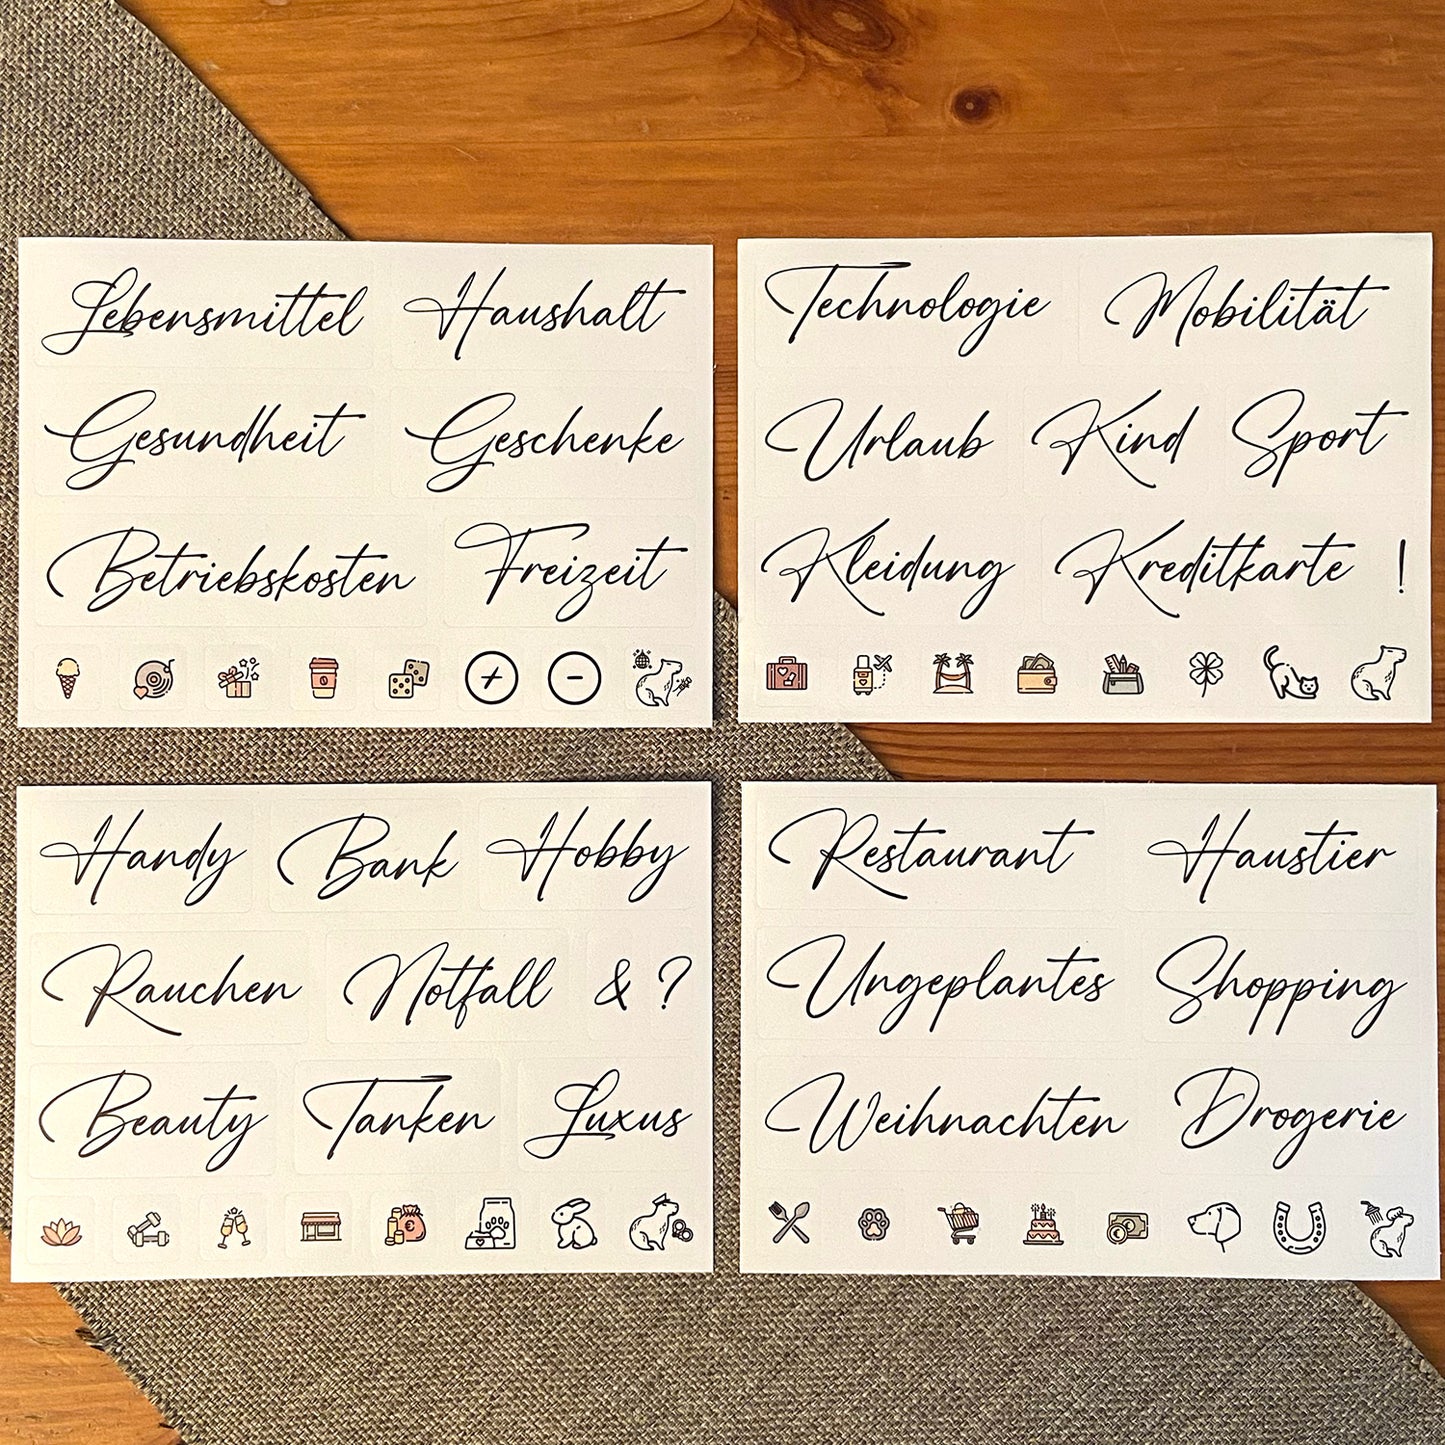 Lebensmittel Haushalt
Gesundheit Geschenke
Betriebskosten Freizeit
+ -
Technologie Mobilität
Urlaub Kind Sport
Kleidung Kreditkarte !
Handy Bank Hobby
Rauchen Notfall & ?
Beauty Tanken Luxus
€
Restaurant Haustier
Ungeplantes Shopping
Weihnachten Drogerie